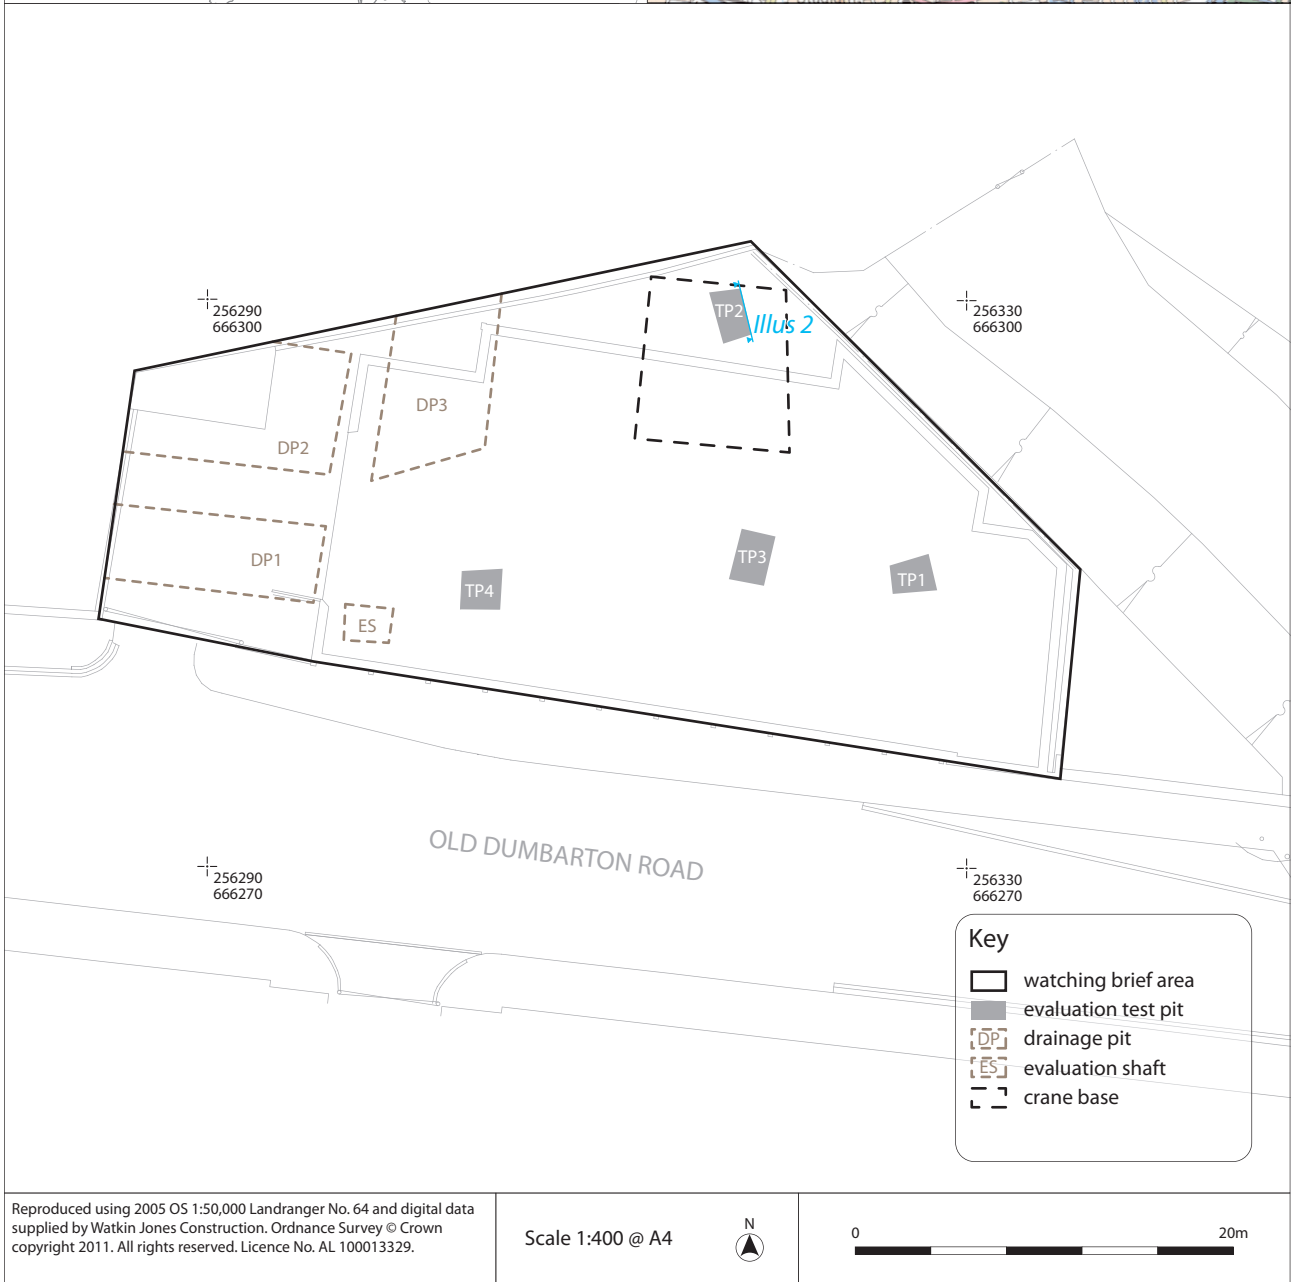 256290
666300
256330
666300
TP2
Illus 2
DP3
DP2
DP1
TP3
TP1
TP4
ES
OLD DUMBARTON ROAD
256290
666270
256330
666270
Key
watching brief area
evaluation test pit
DP drainage pit
ES evaluation shaft
crane base
Reproduced using 2005 OS 1:50,000 Landranger No. 64 and digital data
supplied by Watkin Jones Construction. Ordnance Survey © Crown
copyright 2011. All rights reserved. Licence No. AL 100013329.
Scale 1:400 @ A4
N
0 20m